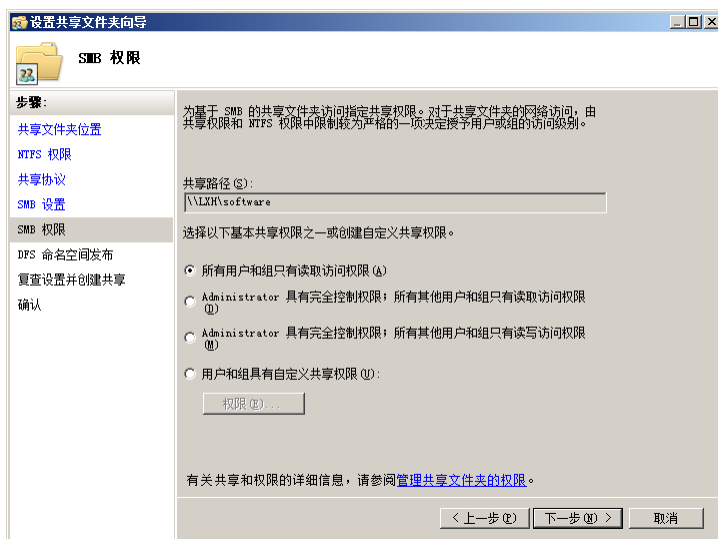 设置共享文件夹向导
SMB 权限
步骤:
共享文件夹位置
NTFS 权限
共享协议
SMB 设置
SMB 权限
DFS 命名空间发布
复查设置并创建共享
确认
为基于 SMB 的共享文件夹访问指定共享权限。对于共享文件夹的网络访问，由
共享权限和 NTFS 权限中限制较为严格的一项决定授予用户或组的访问级别。
共享路径(S):
\\LXH\software
选择以下基本共享权限之一或创建自定义共享权限。
所有用户和组只有读取访问权限(A)
Administrator 具有完全控制权限；所有其他用户和组只有读取访问权限
(D)
Administrator 具有完全控制权限；所有其他用户和组只有读写访问权限
(M)
用户和组具有自定义共享权限(U):
权限(E)...
有关共享和权限的详细信息，请参阅管理共享文件夹的权限。
< 上一步(P)
下一步(N) >
取消